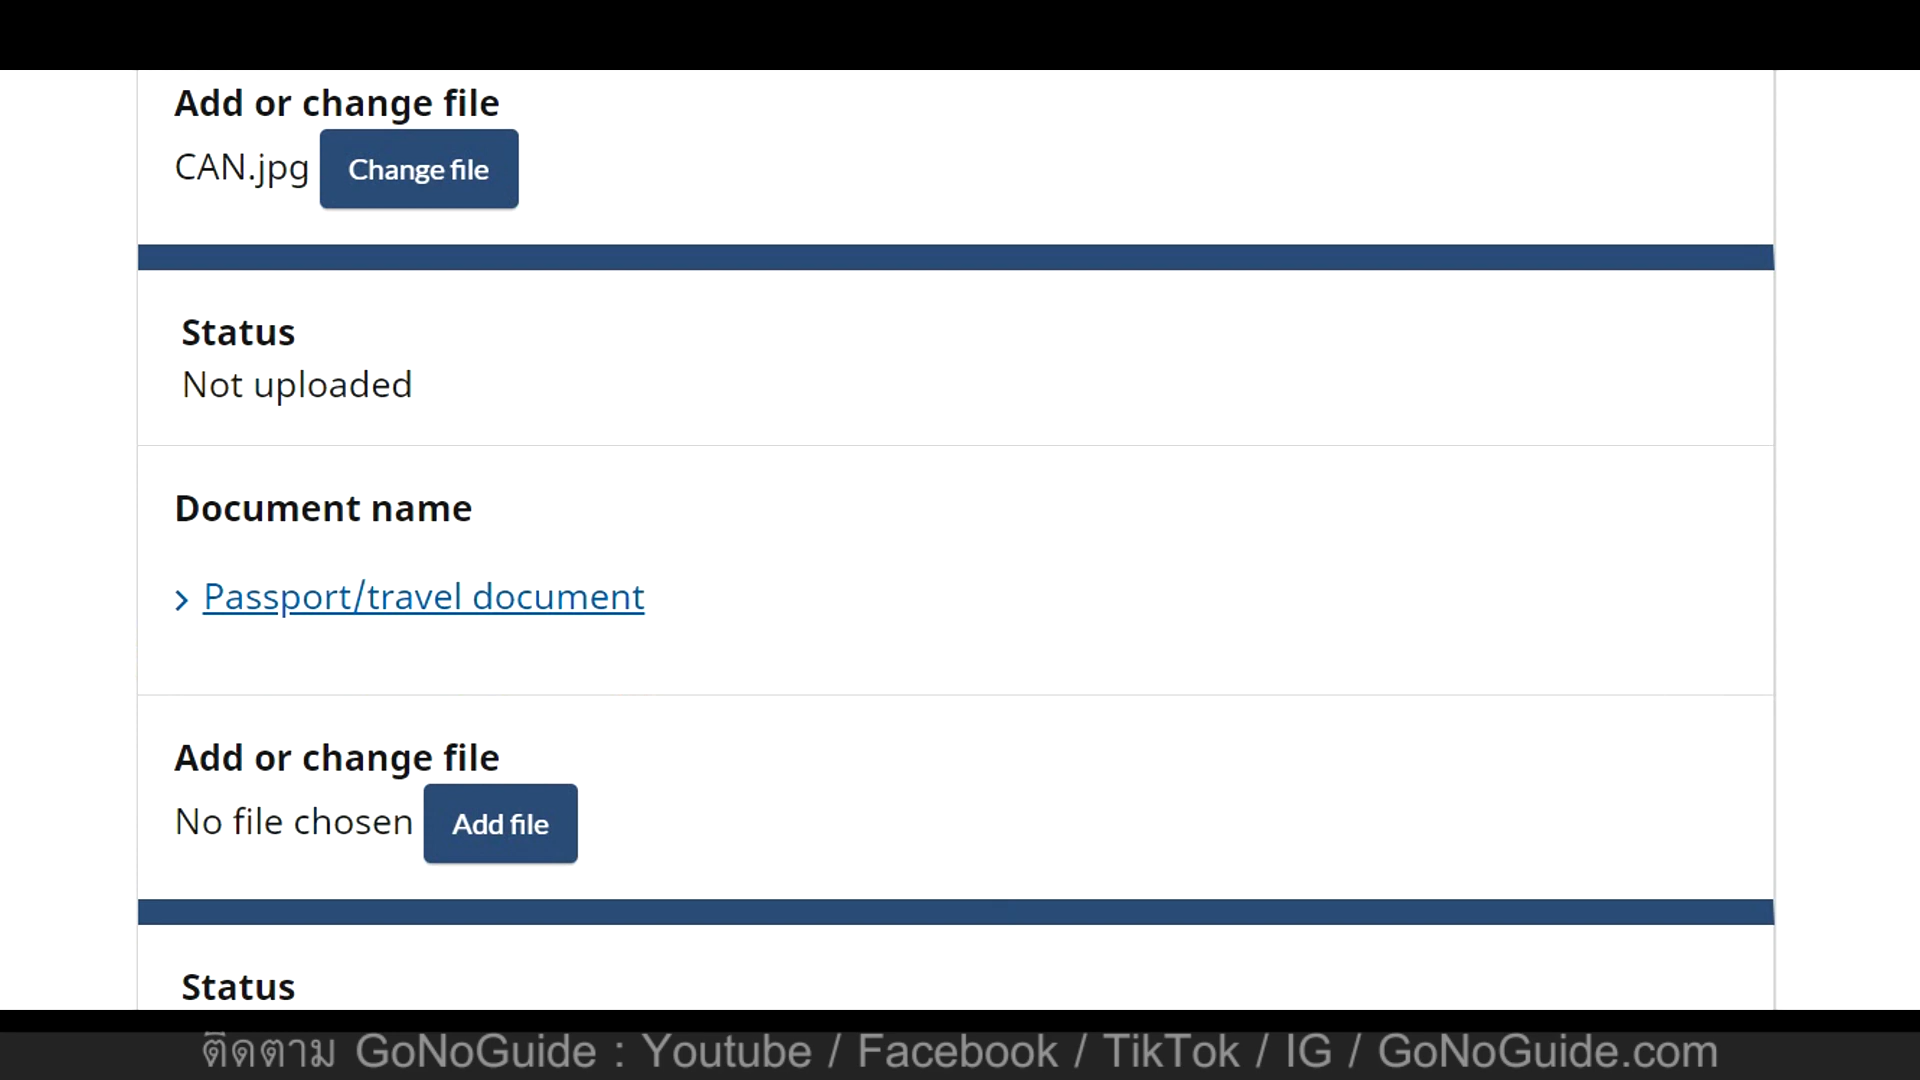 Add or change file
CAN.jpg Change file
Status
Not uploaded
Document name
Passport/travel document
Add or change file
No file chosen Add file
Status
ติดตาม GoNoGuide : Youtube / Facebook / TikTok / IG / GoNoGuide.com